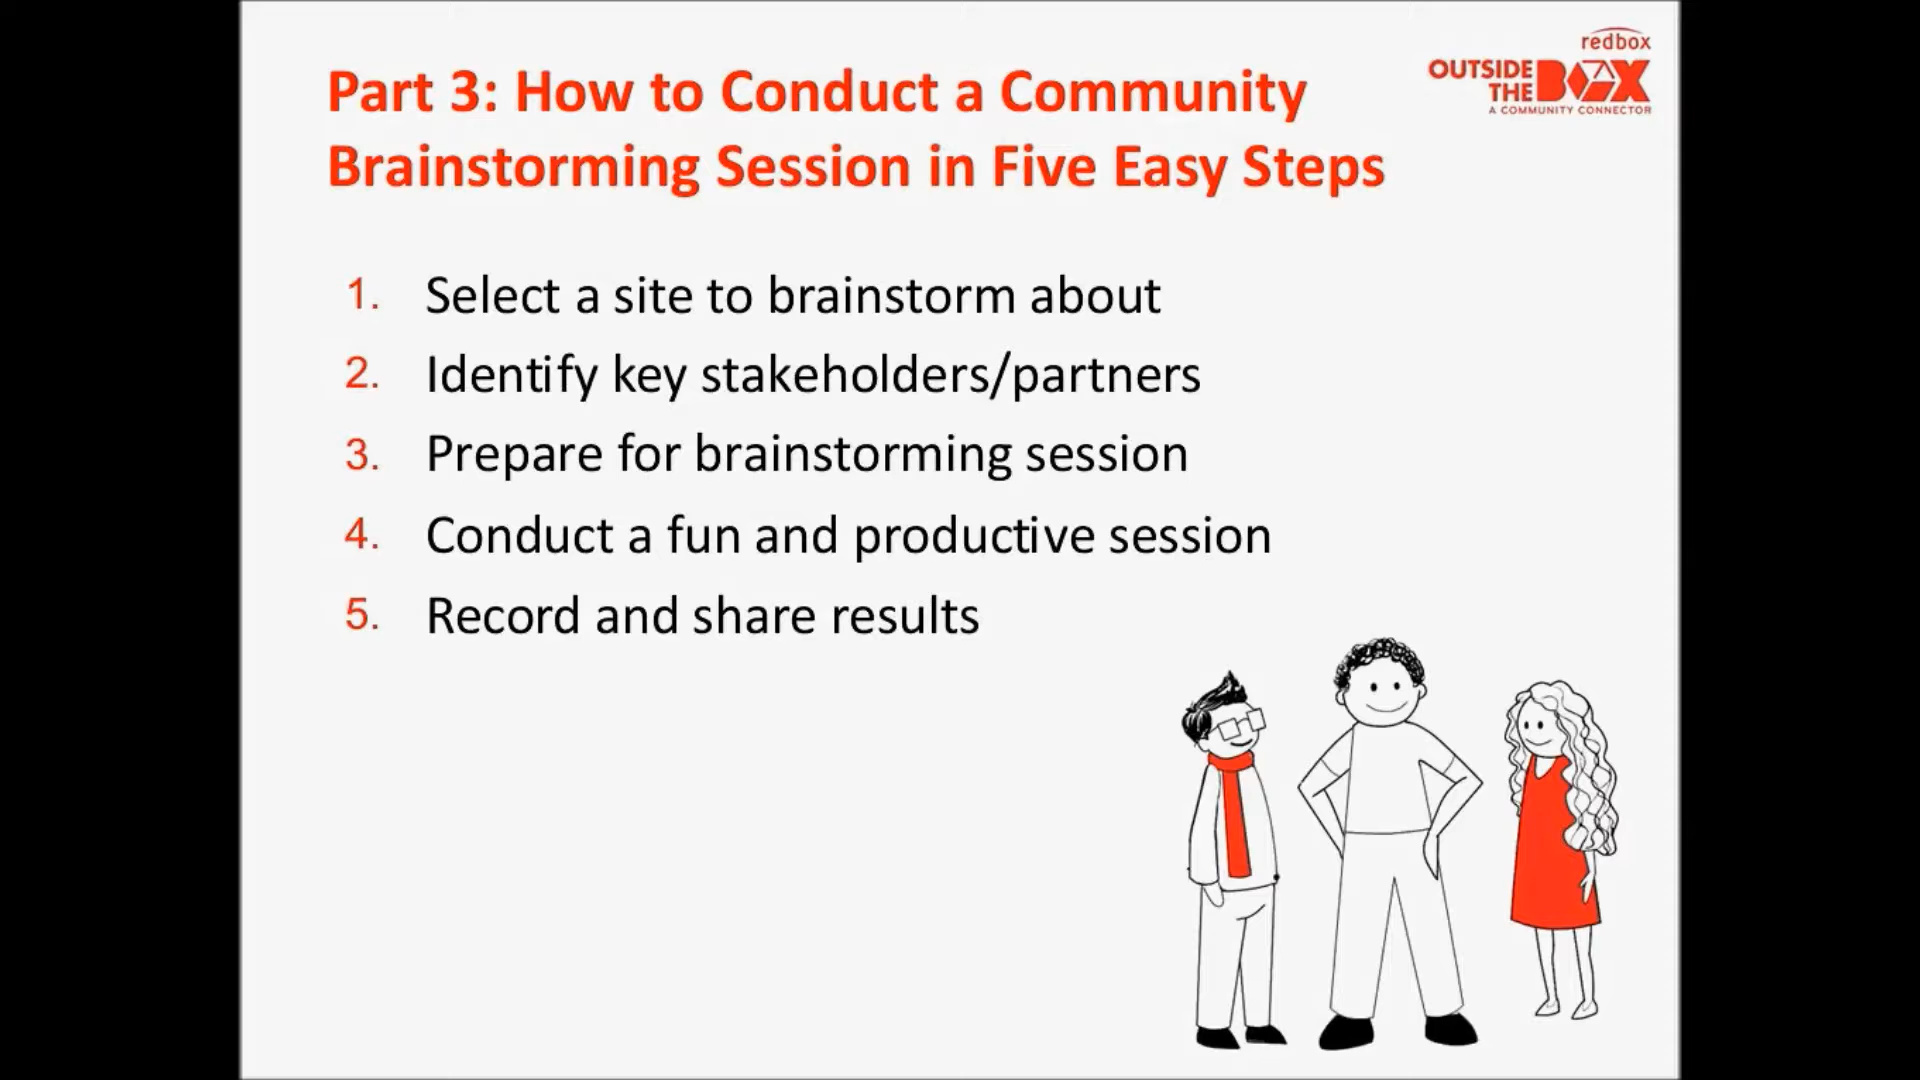 Part 3: How to Conduct a Community
Brainstorming Session in Five Easy Steps
redbox
OUTSIDE
THE BOX
A COMMUNITY CONNECTOR
1. Select a site to brainstorm about
2. Identify key stakeholders/partners
3. Prepare for brainstorming session
4. Conduct a fun and productive session
5. Record and share results